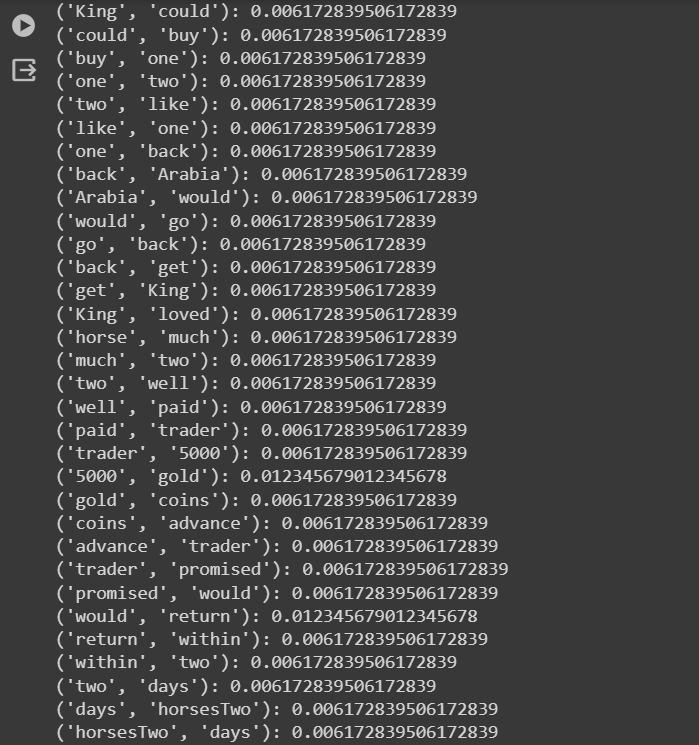 ('King', 'could'): 0.006172839506172839
('could', 'buy'): 0.006172839506172839
('buy', 'one'): 0.006172839506172839
('one', 'two'): 0.006172839506172839
('two', 'like'): 0.006172839506172839
('like', 'one'): 0.006172839506172839
('one', 'back'): 0.006172839506172839
('back', 'Arabia'): 0.006172839506172839
('Arabia', 'would'): 0.006172839506172839
('would', 'go'): 0.006172839506172839
('go', 'back'): 0.006172839506172839
('back', 'get'): 0.006172839506172839
('get', 'King'): 0.006172839506172839
('King', 'loved'): 0.006172839506172839
('horse', 'much'): 0.006172839506172839
('much', 'two'): 0.006172839506172839
('two', 'well'): 0.006172839506172839
('well', 'paid'): 0.006172839506172839
('paid', 'trader'): 0.006172839506172839
('trader', '5000'): 0.006172839506172839
('5000', 'gold'): 0.012345679012345678
('gold', 'coins'): 0.006172839506172839
('coins', 'advance'): 0.006172839506172839
('advance', 'trader'): 0.006172839506172839
('trader', 'promised'): 0.006172839506172839
('promised', 'would'): 0.006172839506172839
('would', 'return'): 0.012345679012345678
('return', 'within'): 0.006172839506172839
('within', 'two'): 0.006172839506172839
('two', 'days'): 0.006172839506172839
('days', 'horsesTwo'): 0.006172839506172839
('horsesTwo', 'days'): 0.006172839506172839